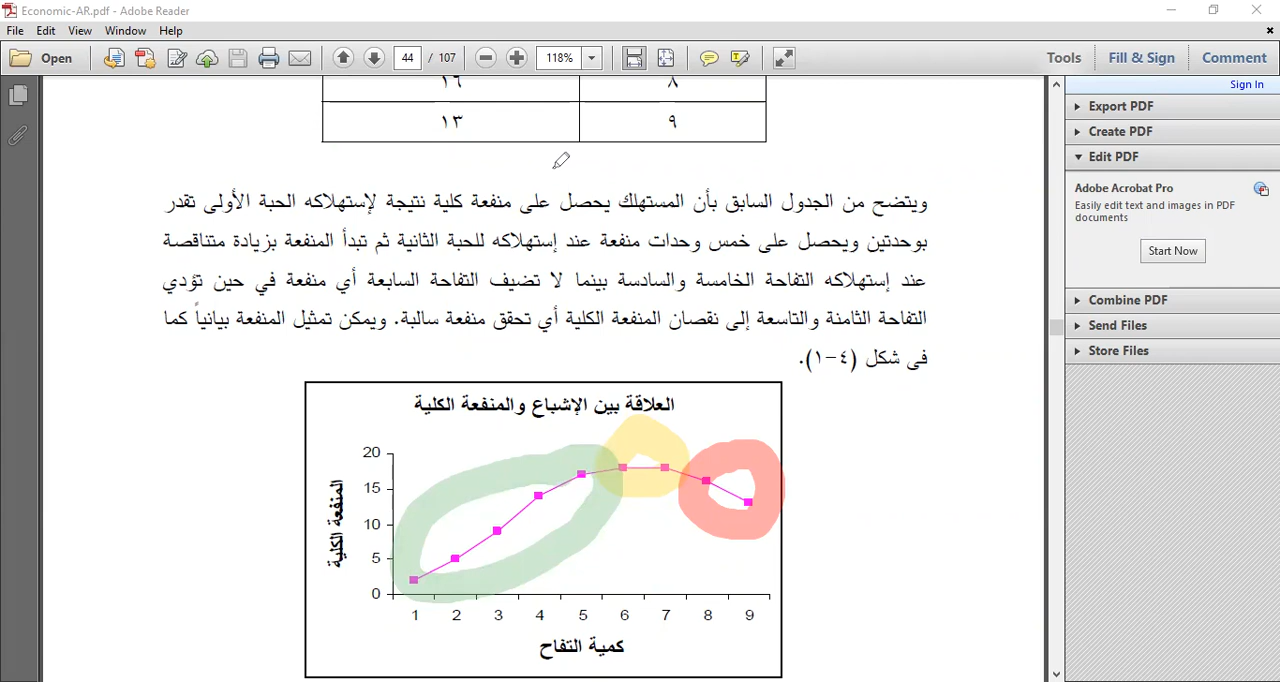 Economic-AR.pdf - Adobe Reader
File Edit View Window Help
Open 44 / 107 118% Tools Fill & Sign Comment
Sign In
Export PDF
Create PDF
Edit PDF
Adobe Acrobat Pro
Easily edit text and images in PDF
documents
Start Now
Combine PDF
Send Files
Store Files
٨ ١٦
٩ ١٣
ويتضح من الجدول السابق بأن المستهلك يحصل على منفعة كلية نتيجة لإستهلاكه الحبة الأولى تقدر
بوحدتين ويحصل على خمس وحدات منفعة عند إستهلاكه للحبة الثانية ثم تبدأ المنفعة بزيادة متناقصة
عند إستهلاكه التفاحة الخامسة والسادسة بينما لا تضيف التفاحة السابعة أي منفعة في حين تؤدي
التفاحة الثامنة والتاسعة إلى نقصان المنفعة الكلية أي تحقق منفعة سالبة. ويمكن تمثيل المنفعة بيانياً كما
فى شكل (٤-١).
العلاقة بين الإشباع والمنفعة الكلية
المنفعة الكلية
20
15
10
5
0
1 2 3 4 5 6 7 8 9
كمية التفاح